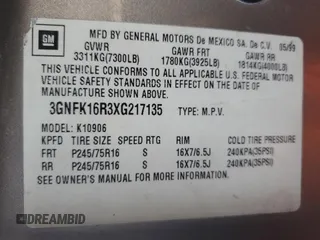 GM
MFD BY GENERAL MOTORS De MEXICO SA. De C.V. 05/99
GVWR GAWR FRT GAWR RR
3311KG(7300LB) 1780KG(3925LB) 1814KG(4000LB)
THIS VEHICLE CONFORMS TO ALL APPLICABLE U.S. FEDERAL MOTOR
VEHICLE SAFETY STANDARDS IN EFFECT ON THE DATE OF
MANUFACTURE SHOWN ABOVE.
3GNFK16R3XG217135 TYPE: M.P.V.
MODEL: K10906
KPFD TIRE SIZE SPEED RTG RIM COLD TIRE PRESSURE
FRT P245/75R16 S 16X7/6.5J 240KPA(35PSI)
RR P245/75R16 S 16X7/6.5J 240KPA(35PSI)
SEE OWNER'S MANUAL FOR ADDITIONAL INFORMATION.
DREAMBID